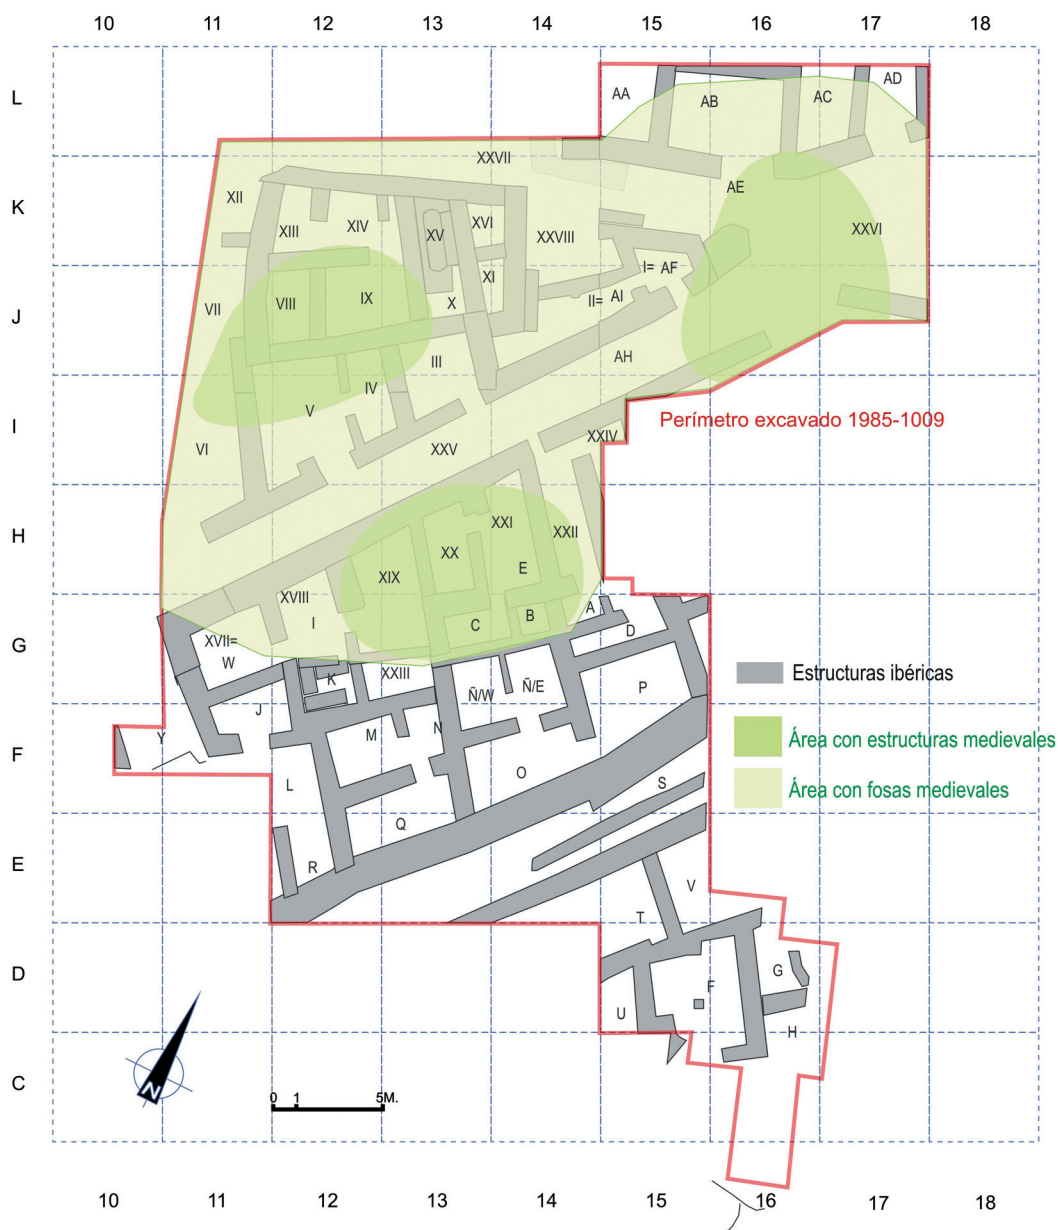 10 11 12 13 14 15 16 17 18
L
AA AB AC AD
XXVII
K
XII XIII XIV XV XVI XXVIII AE XXVI
XI I= AF
J
VII VIII IX X II= AI
III AH
IV
V
I
VI XXV XXIV
Perímetro excavado 1985-1009
H
XIX XX XXI XXII
E
XVIII I C B A D
G
XVII=
W
K XXIII Ñ/W Ñ/E P
Estructuras ibéricas
J M N
F
Y L O S
Área con estructuras medievales
Área con fosas medievales
Q
E
R V
T
D
U F G
H
C
N
0 1 5M.
10 11 12 13 14 15 16 17 18